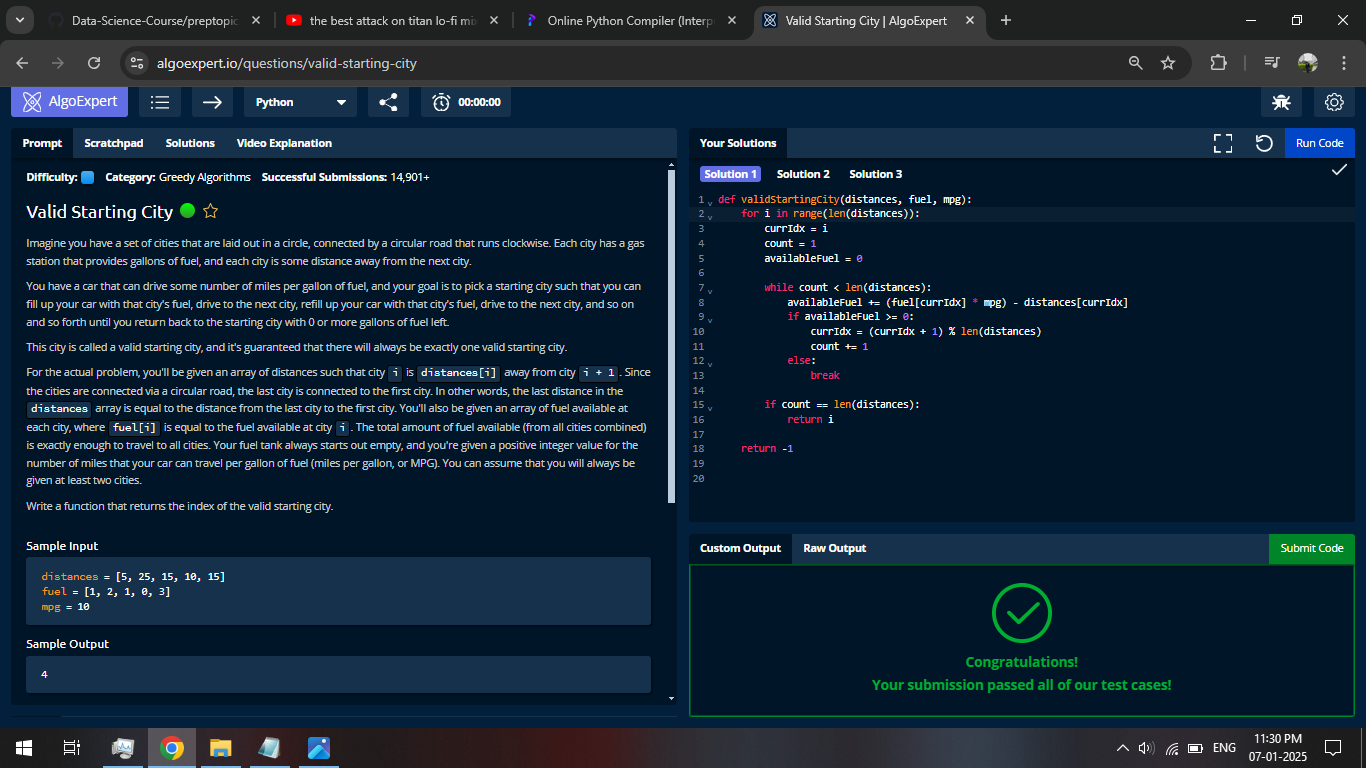 Data-Science-Course/preptopic
the best attack on titan lo-fi mix
Online Python Compiler (Interp
Valid Starting City | AlgoExpert
algoexpert.io/questions/valid-starting-city
AlgoExpert
Python
00:00:00
Prompt
Scratchpad
Solutions
Video Explanation
Difficulty: Category: Greedy Algorithms Successful Submissions: 14,901+
Valid Starting City
Imagine you have a set of cities that are laid out in a circle, connected by a circular road that runs clockwise. Each city has a gas
station that provides gallons of fuel, and each city is some distance away from the next city.
You have a car that can drive some number of miles per gallon of fuel, and your goal is to pick a starting city such that you can
fill up your car with that city's fuel, drive to the next city, refill up your car with that city's fuel, drive to the next city, and so on
and so forth until you return back to the starting city with 0 or more gallons of fuel left.
This city is called a valid starting city, and it's guaranteed that there will always be exactly one valid starting city.
For the actual problem, you'll be given an array of distances such that city i is distances[i] away from city i + 1. Since
the cities are connected via a circular road, the last city is connected to the first city. In other words, the last distance in the
distances array is equal to the distance from the last city to the first city. You'll also be given an array of fuel available at
each city, where fuel[i] is equal to the fuel available at city i. The total amount of fuel available (from all cities combined)
is exactly enough to travel to all cities. Your fuel tank always starts out empty, and you're given a positive integer value for the
number of miles that your car can travel per gallon of fuel (miles per gallon, or MPG). You can assume that you will always be
given at least two cities.
Write a function that returns the index of the valid starting city.
Sample Input
distances = [5, 25, 15, 10, 15]
fuel = [1, 2, 1, 0, 3]
mpg = 10
Sample Output
4
Your Solutions
Run Code
Solution 1
Solution 2
Solution 3
1 def validStartingCity(distances, fuel, mpg):
2 for i in range(len(distances)):
3 currIdx = i
4 count = 1
5 availableFuel = 0
6
7 while count < len(distances):
8 availableFuel += (fuel[currIdx] * mpg) - distances[currIdx]
9 if availableFuel >= 0:
10 currIdx = (currIdx + 1) % len(distances)
11 count += 1
12 else:
13 break
14
15 if count == len(distances):
16 return i
17
18 return -1
19
20
Custom Output
Raw Output
Submit Code
Congratulations!
Your submission passed all of our test cases!
ENG
11:30 PM
07-01-2025